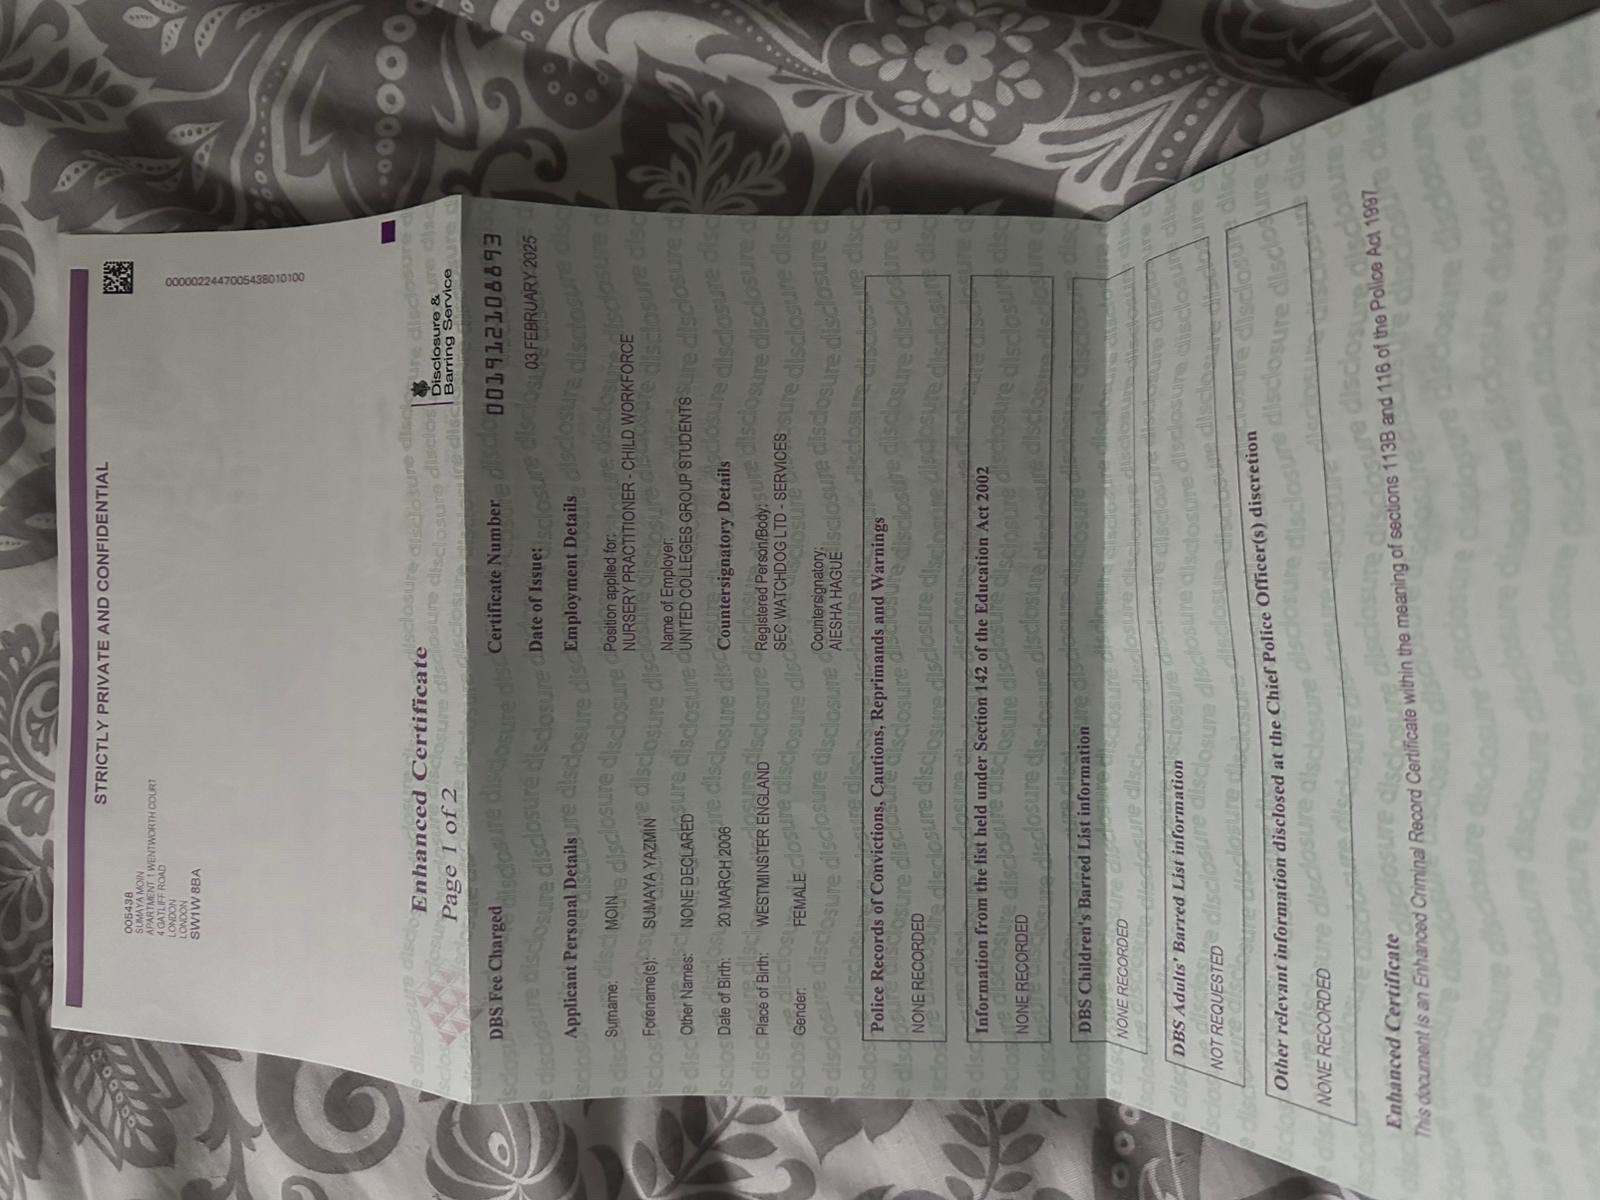 STRICTLY PRIVATE AND CONFIDENTIAL
0000022447005438010100
005438
SUMAYA MOIN
APARTMENT 1 WENTWORTH COURT
4 GATLIFF ROAD
LONDON
LONDON
SW1W 8BA
Enhanced Certificate
Page 1 of 2
Disclosure &
Barring Service
DBS Fee Charged
Certificate Number 001912106893
Date of Issue: 03 FEBRUARY 2025
Applicant Personal Details
Surname: MOIN
Forename(s): SUMAYA YAZMIN
Other Names: NONE DECLARED
Date of Birth: 20 MARCH 2006
Place of Birth: WESTMINSTER ENGLAND
Gender: FEMALE
Employment Details
Position applied for:
NURSERY PRACTITIONER - CHILD WORKFORCE
Name of Employer:
UNITED COLLEGES GROUP STUDENTS
Countersignatory Details
Registered Person/Body:
SEC WATCHDOG LTD - SERVICES
Countersignatory:
AIESHA HAGUE
Police Records of Convictions, Cautions, Reprimands and Warnings
NONE RECORDED
Information from the list held under Section 142 of the Education Act 2002
NONE RECORDED
DBS Children's Barred List information
NONE RECORDED
DBS Adults' Barred List information
NOT REQUESTED
Other relevant information disclosed at the Chief Police Officer(s) discretion
NONE RECORDED
Enhanced Certificate
This document is an Enhanced Criminal Record Certificate within the meaning of sections 113B and 116 of the Police Act 1997